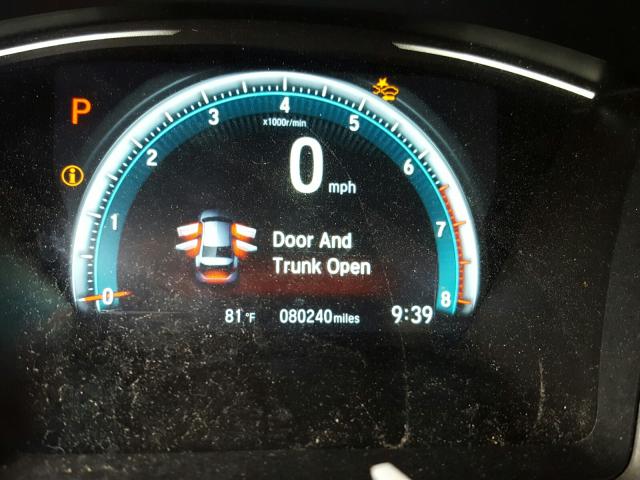 P
0 1 2 3 4 5 6 7 8
x1000r/min
0 mph
Door And
Trunk Open
81°F 080240 miles 9:39